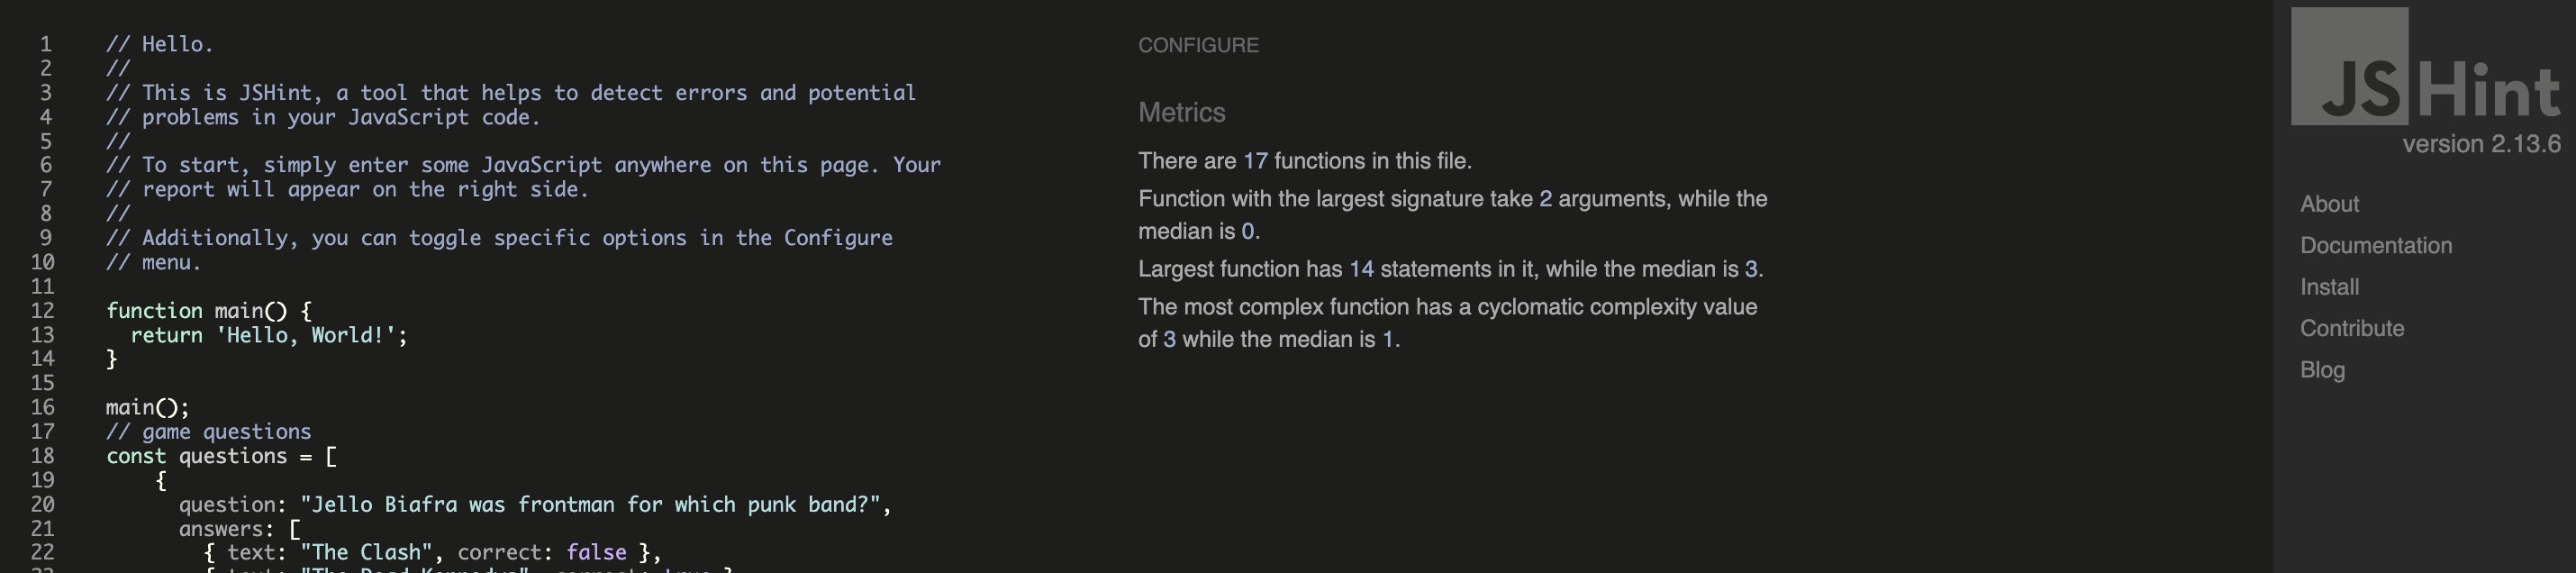 1 // Hello.
2 //
3 // This is JSHint, a tool that helps to detect errors and potential
4 // problems in your JavaScript code.
5 //
6 // To start, simply enter some JavaScript anywhere on this page. Your
7 // report will appear on the right side.
8 //
9 // Additionally, you can toggle specific options in the Configure
10 // menu.
11
12 function main() {
13 return 'Hello, World!';
14 }
15
16 main();
17 // game questions
18 const questions = [
19 {
20 question: "Jello Biafra was frontman for which punk band?",
21 answers: [
22 { text: "The Clash", correct: false },
CONFIGURE
Metrics
There are 17 functions in this file.
Function with the largest signature take 2 arguments, while the
median is 0.
Largest function has 14 statements in it, while the median is 3.
The most complex function has a cyclomatic complexity value
of 3 while the median is 1.
JSHint
version 2.13.6
About
Documentation
Install
Contribute
Blog